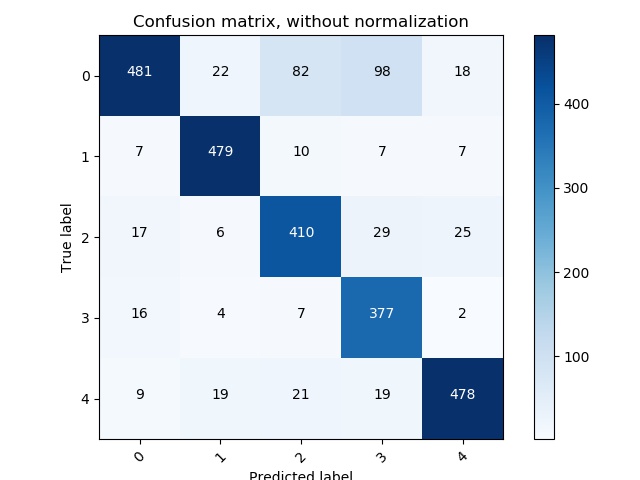 Confusion matrix, without normalization
0 481 22 82 98 18
1 7 479 10 7 7
2 17 6 410 29 25
3 16 4 7 377 2
4 9 19 21 19 478
0 1 2 3 4
True label
Predicted label
400
300
200
100